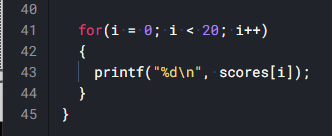 40
41 for(i = 0; i < 20; i++)
42 {
43 printf("%d\n", scores[i]);
44 }
45 }